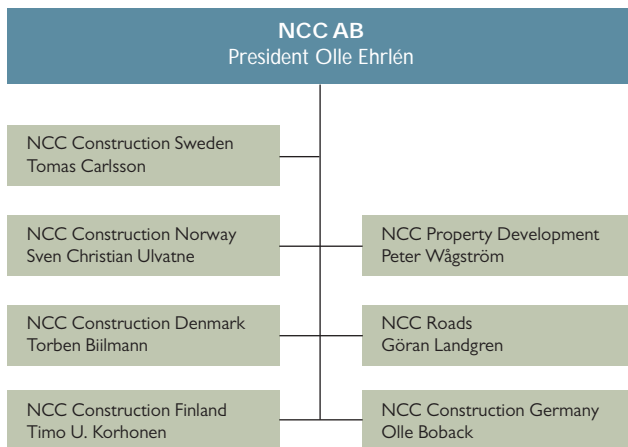 NCC AB
President Olle Ehrlén
NCC Construction Sweden
Tomas Carlsson
NCC Construction Norway
Sven Christian Ulvatne
NCC Property Development
Peter Wågström
NCC Construction Denmark
Torben Biilmann
NCC Roads
Göran Landgren
NCC Construction Finland
Timo U. Korhonen
NCC Construction Germany
Olle Boback